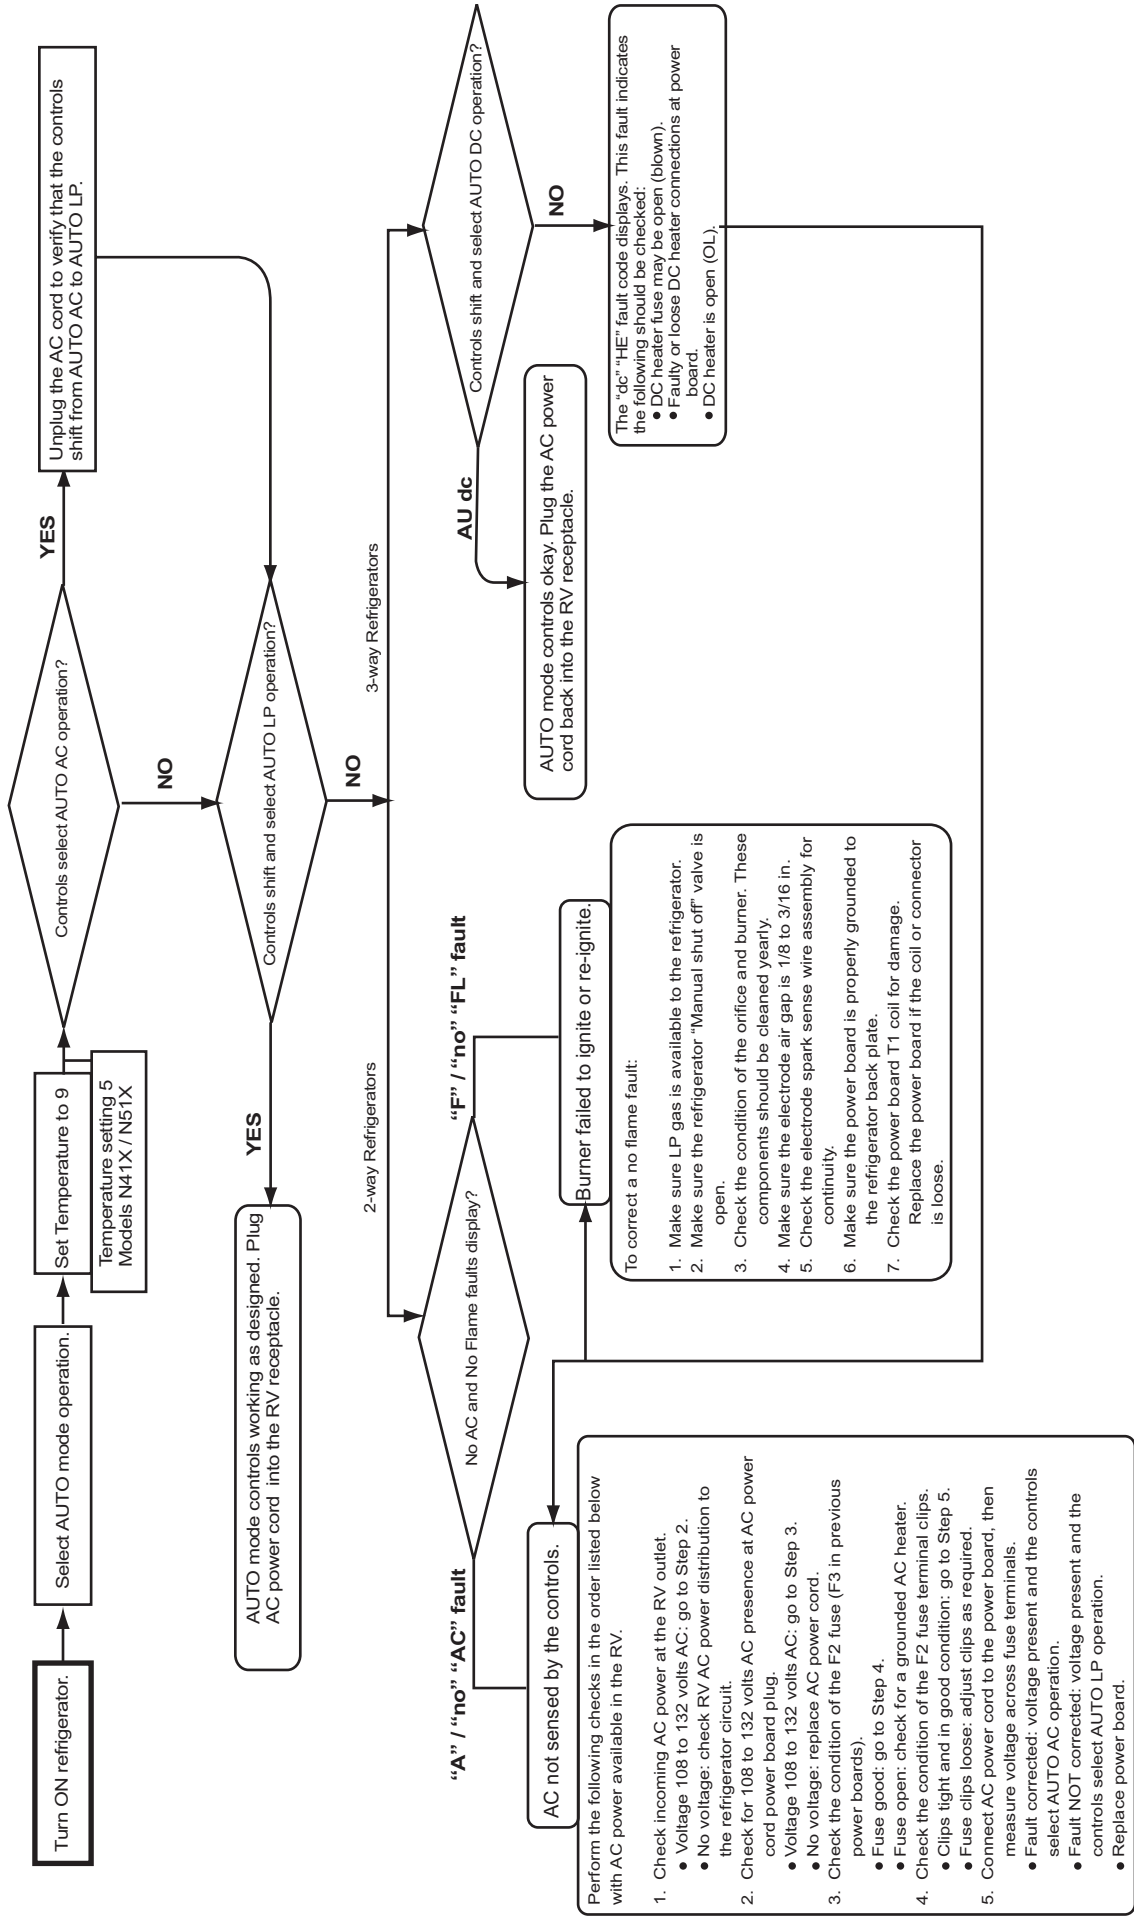 Turn ON refrigerator.
Select AUTO mode operation.
Set Temperature to 9
Temperature setting 5
Models N41X / N51X
Controls select AUTO AC operation?
YES
Unplug the AC cord to verify that the controls
shift from AUTO AC to AUTO LP.
NO
Controls shift and select AUTO LP operation?
YES
AUTO mode controls working as designed. Plug
AC power cord into the RV receptacle.
NO
2-way Refrigerators
3-way Refrigerators
No AC and No Flame faults display?
“A” / “no” “AC” fault
“F” / “no” “FL” fault
Controls shift and select AUTO DC operation?
AU dc
AUTO mode controls okay. Plug the AC power
cord back into the RV receptacle.
NO
The “dc” “HE” fault code displays. This fault indicates
the following should be checked:
● DC heater fuse may be open (blown).
● Faulty or loose DC heater connections at power
board.
● DC heater is open (OL).
AC not sensed by the controls.
Perform the following checks in the order listed below
with AC power available in the RV.
1. Check incoming AC power at the RV outlet.
● Voltage 108 to 132 volts AC: go to Step 2.
● No voltage: check RV AC power distribution to
the refrigerator circuit.
2. Check for 108 to 132 volts AC presence at AC power
cord power board plug.
● Voltage 108 to 132 volts AC: go to Step 3.
● No voltage: replace AC power cord.
3. Check the condition of the F2 fuse (F3 in previous
power boards).
● Fuse good: go to Step 4.
● Fuse open: check for a grounded AC heater.
4. Check the condition of the F2 fuse terminal clips.
● Clips tight and in good condition: go to Step 5.
● Fuse clips loose: adjust clips as required.
5. Connect AC power cord to the power board, then
measure voltage across fuse terminals.
● Fault corrected: voltage present and the controls
select AUTO AC operation.
● Fault NOT corrected: voltage present and the
controls select AUTO LP operation.
● Replace power board.
Burner failed to ignite or re-ignite.
To correct a no flame fault:
1. Make sure LP gas is available to the refrigerator.
2. Make sure the refrigerator “Manual shut off” valve is
open.
3. Check the condition of the orifice and burner. These
components should be cleaned yearly.
4. Make sure the electrode air gap is 1/8 to 3/16 in.
5. Check the electrode spark sense wire assembly for
continuity.
6. Make sure the power board is properly grounded to
the refrigerator back plate.
7. Check the power board T1 coil for damage.
Replace the power board if the coil or connector
is loose.